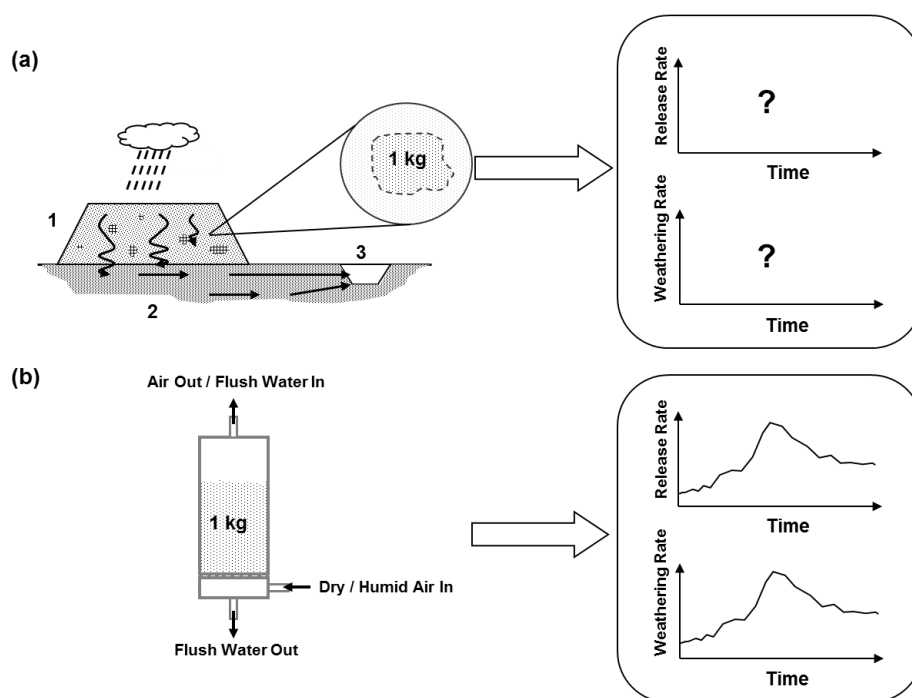 (a)
1
2
3
1 kg
Release Rate
?
Time
Weathering Rate
?
Time
(b)
Air Out / Flush Water In
1 kg
Dry / Humid Air In
Flush Water Out
Release Rate
Time
Weathering Rate
Time